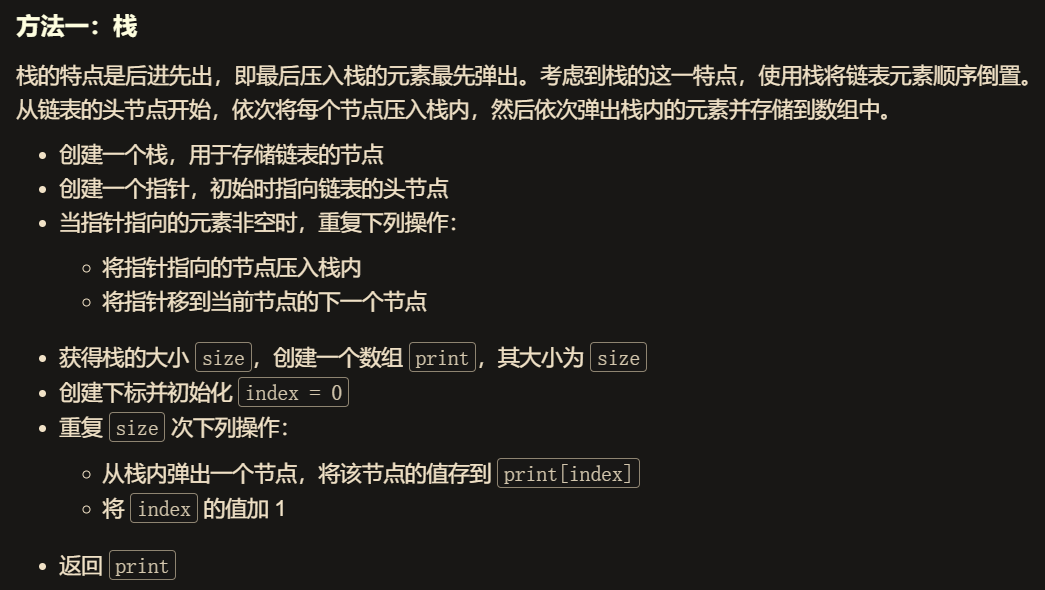 方法一：栈
栈的特点是后进先出，即最后压入栈的元素最先弹出。考虑到栈的这一特点，使用栈将链表元素顺序倒置。
从链表的头节点开始，依次将每个节点压入栈内，然后依次弹出栈内的元素并存储到数组中。
• 创建一个栈，用于存储链表的节点
• 创建一个指针，初始时指向链表的头节点
• 当指针指向的元素非空时，重复下列操作：
◦ 将指针指向的节点压入栈内
◦ 将指针移到当前节点的下一个节点
• 获得栈的大小 size，创建一个数组 print，其大小为 size
• 创建下标并初始化 index = 0
• 重复 size 次下列操作：
◦ 从栈内弹出一个节点，将该节点的值存到 print[index]
◦ 将 index 的值加 1
• 返回 print